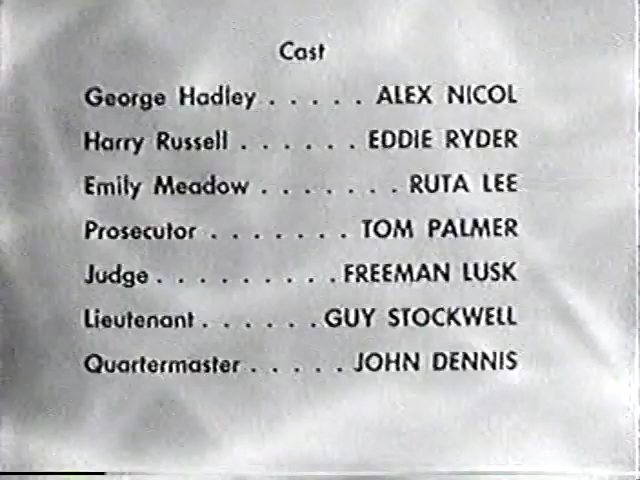 Cast
George Hadley . . . . . ALEX NICOL
Harry Russell . . . . . . EDDIE RYDER
Emily Meadow . . . . . . . RUTA LEE
Prosecutor . . . . . . . TOM PALMER
Judge . . . . . . . . . FREEMAN LUSK
Lieutenant . . . . . . GUY STOCKWELL
Quartermaster . . . . . JOHN DENNIS